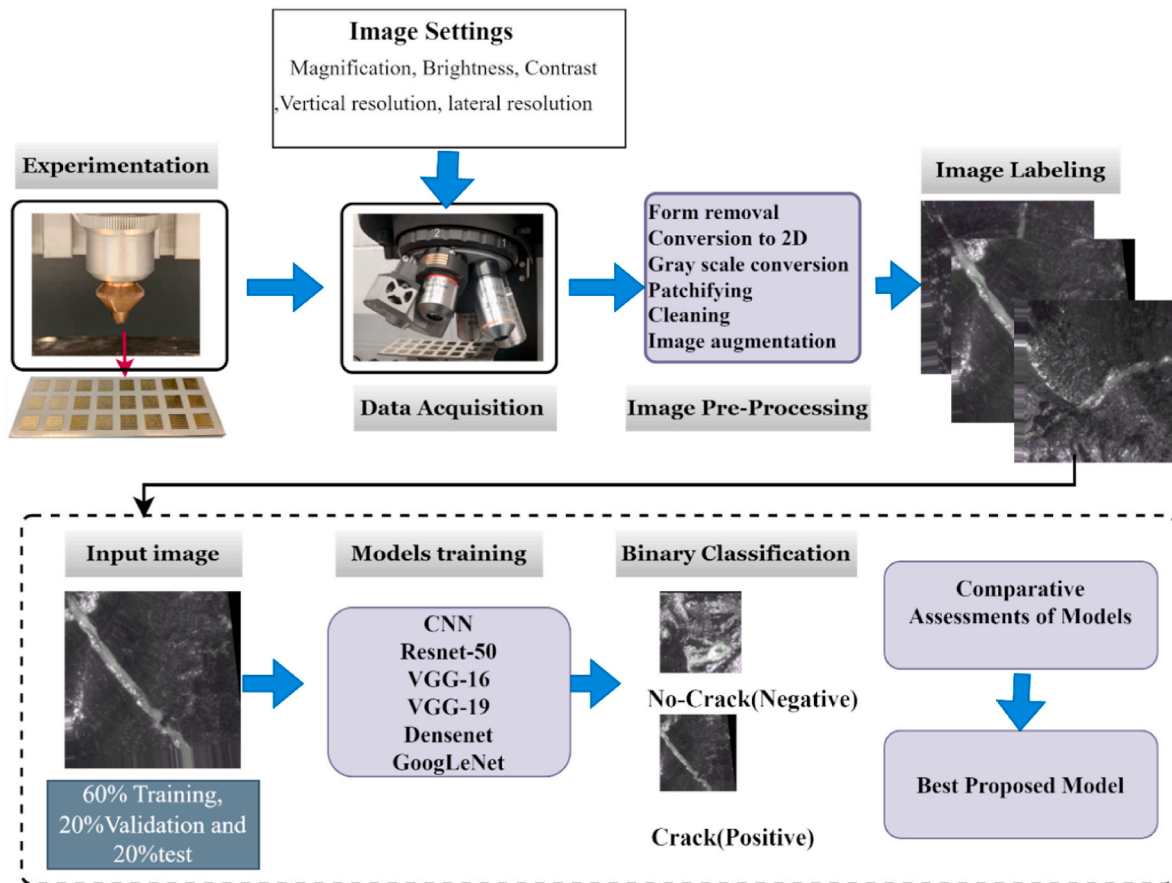 Image Settings
Magnification, Brightness, Contrast
,Vertical resolution, lateral resolution
Experimentation
2
1
Data Acquisition
Form removal
Conversion to 2D
Gray scale conversion
Patchifying
Cleaning
Image augmentation
Image Pre-Processing
Image Labeling
Input image
60% Training,
20%Validation and
20%test
Models training
CNN
Resnet-50
VGG-16
VGG-19
Densenet
GoogLeNet
Binary Classification
No-Crack(Negative)
Crack(Positive)
Comparative
Assessments of Models
Best Proposed Model